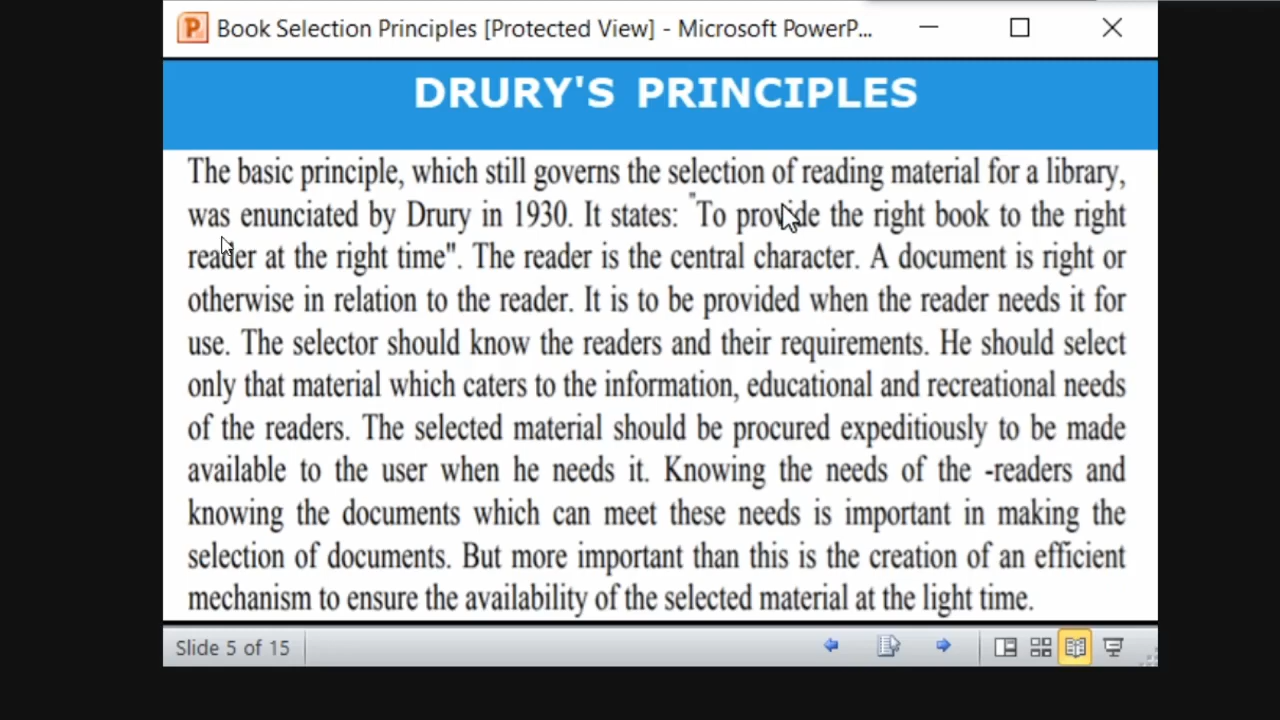 Book Selection Principles [Protected View] - Microsoft PowerP...
DRURY'S PRINCIPLES
The basic principle, which still governs the selection of reading material for a library,
was enunciated by Drury in 1930. It states: "To provide the right book to the right
reader at the right time". The reader is the central character. A document is right or
otherwise in relation to the reader. It is to be provided when the reader needs it for
use. The selector should know the readers and their requirements. He should select
only that material which caters to the information, educational and recreational needs
of the readers. The selected material should be procured expeditiously to be made
available to the user when he needs it. Knowing the needs of the -readers and
knowing the documents which can meet these needs is important in making the
selection of documents. But more important than this is the creation of an efficient
mechanism to ensure the availability of the selected material at the light time.
Slide 5 of 15